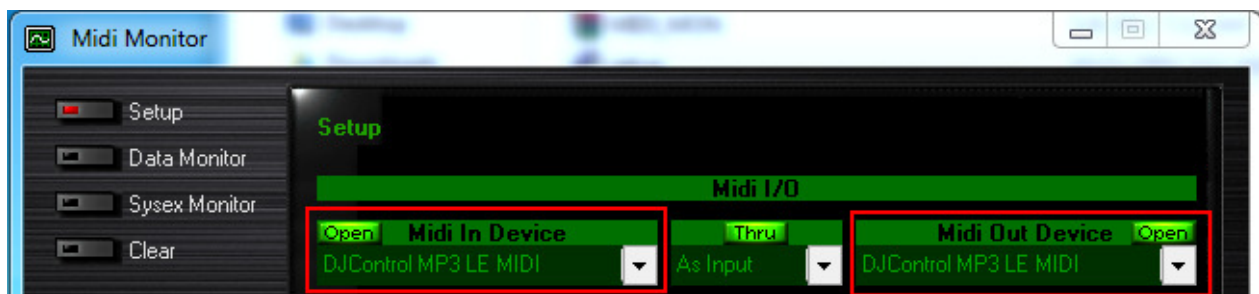 Midi Monitor
Setup
Data Monitor
Sysex Monitor
Clear
Setup
Midi I/O
Open Midi In Device
Thru
Midi Out Device Open
DJControl MP3 LE MIDI
As Input
DJControl MP3 LE MIDI